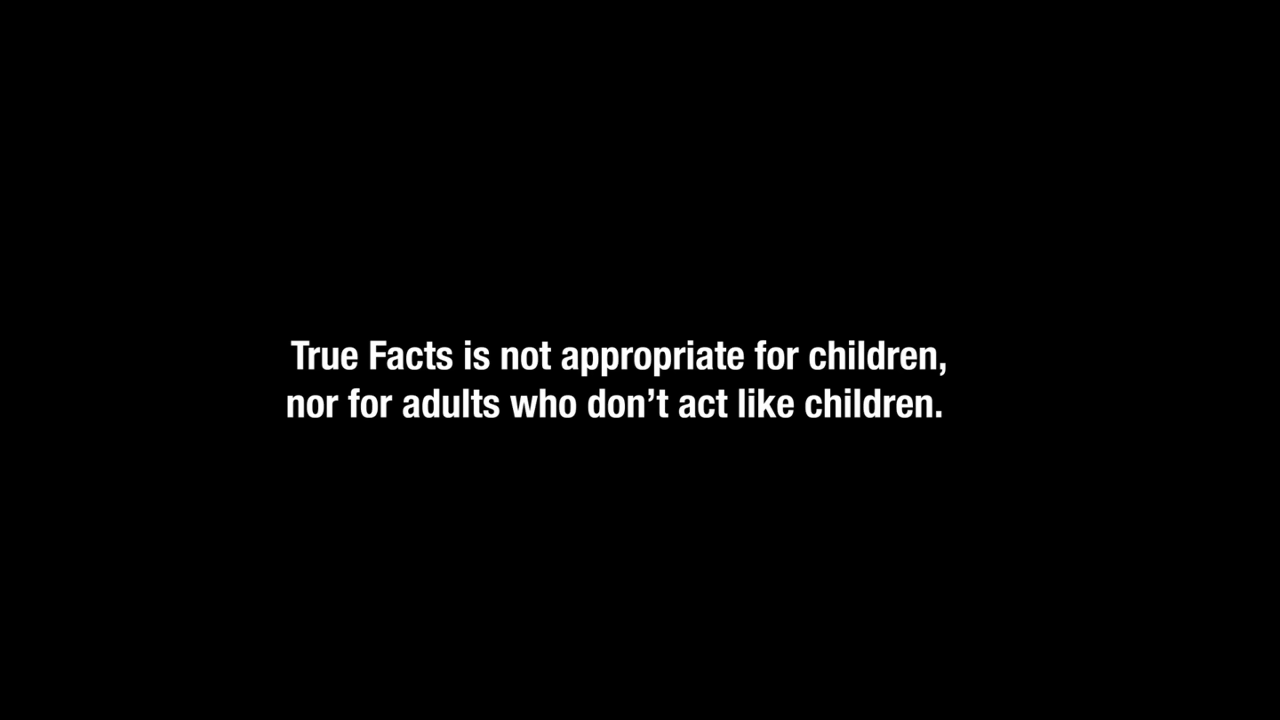 True Facts is not appropriate for children,
nor for adults who don’t act like children.